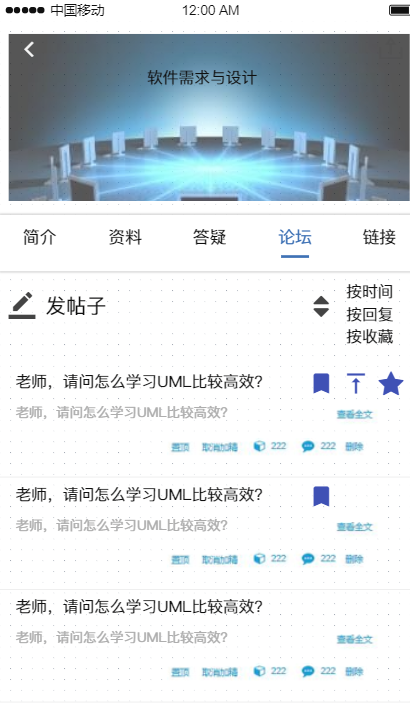 中国移动 12:00 AM
软件需求与设计
简介 资料 答疑 论坛 链接
发帖子
按时间
按回复
按收藏
老师，请问怎么学习UML比较高效?
老师，请问怎么学习UML比较高效?
查看全文
置顶 取消加精 222 222 删除
老师，请问怎么学习UML比较高效?
老师，请问怎么学习UML比较高效?
查看全文
置顶 取消加精 222 222 删除
老师，请问怎么学习UML比较高效?
老师，请问怎么学习UML比较高效?
查看全文
置顶 取消加精 222 222 删除